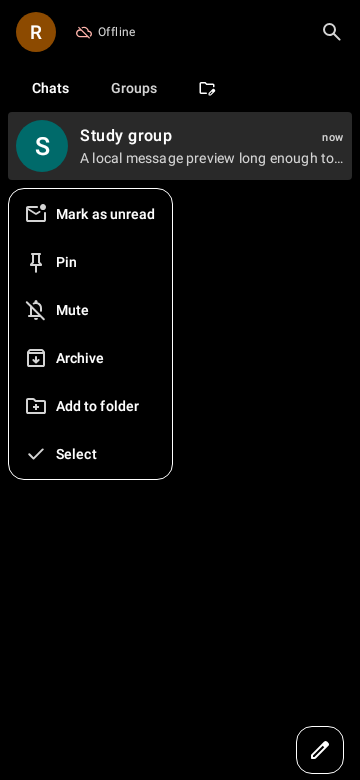 R
Offline
Chats
Groups
S
Study group
now
A local message preview long enough to…
Mark as unread
Pin
Mute
Archive
Add to folder
Select